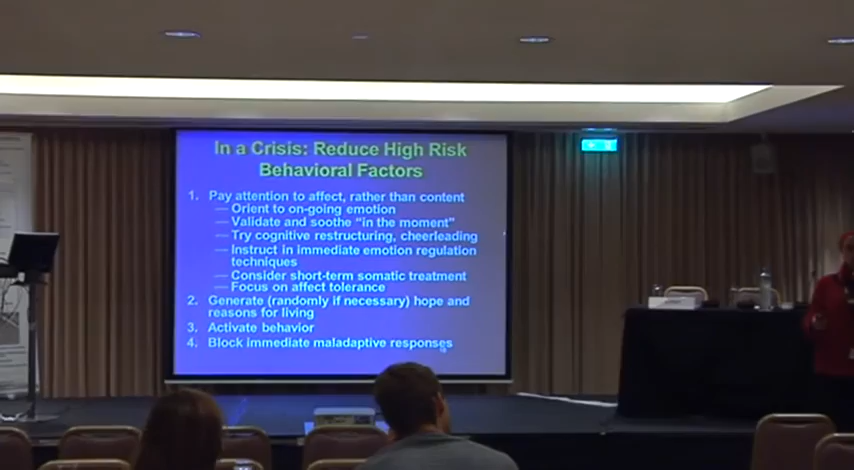 In a Crisis: Reduce High Risk
Behavioral Factors
1. Pay attention to affect, rather than content
— Orient to on-going emotion
— Validate and soothe “in the moment”
— Try cognitive restructuring, cheerleading
— Instruct in immediate emotion regulation
techniques
— Consider short-term somatic treatment
— Focus on affect tolerance
2. Generate (randomly if necessary) hope and
reasons for living
3. Activate behavior
4. Block immediate maladaptive responses